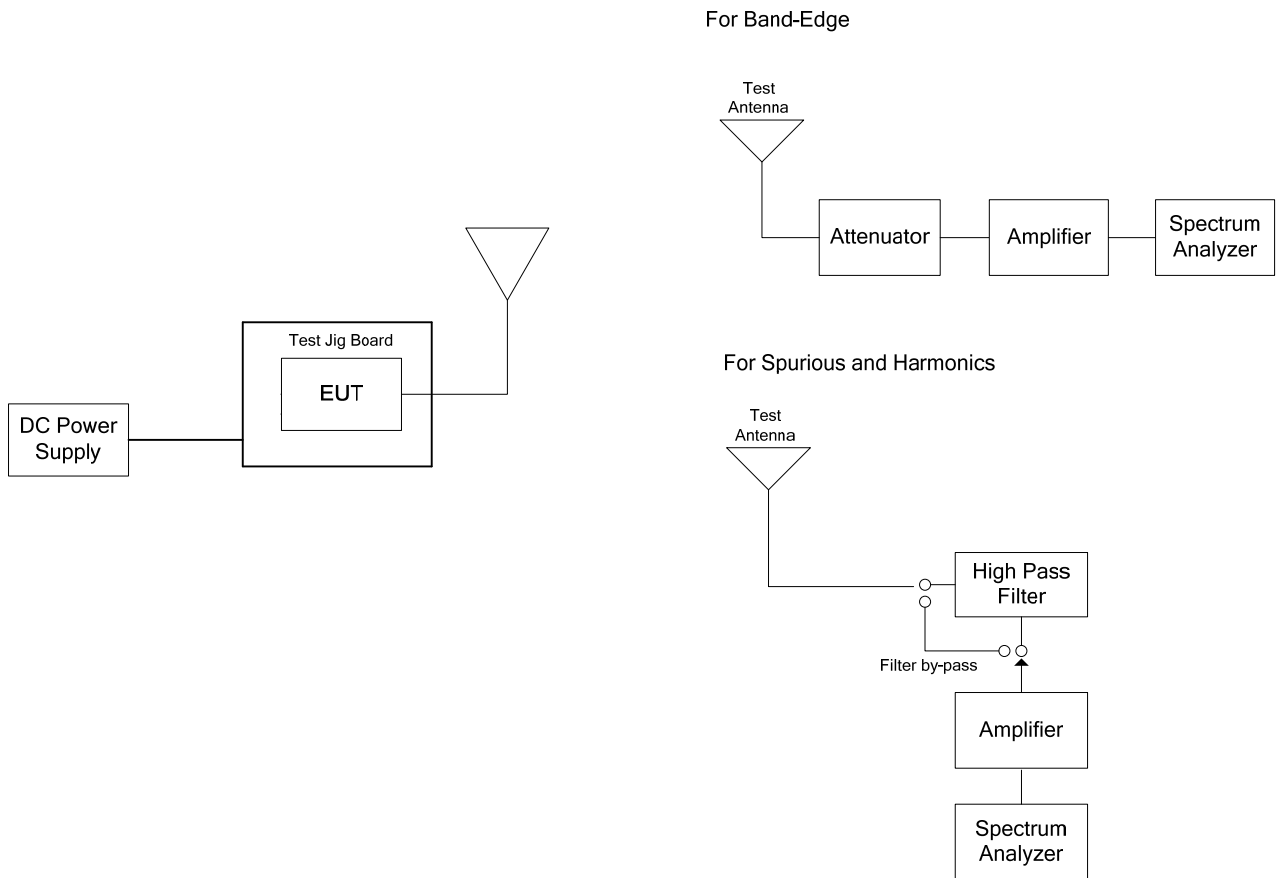 For Band-Edge
Test
Antenna
Attenuator
Amplifier
Spectrum
Analyzer
Test Jig Board
EUT
DC Power
Supply
For Spurious and Harmonics
Test
Antenna
High Pass
Filter
Filter by-pass
Amplifier
Spectrum
Analyzer